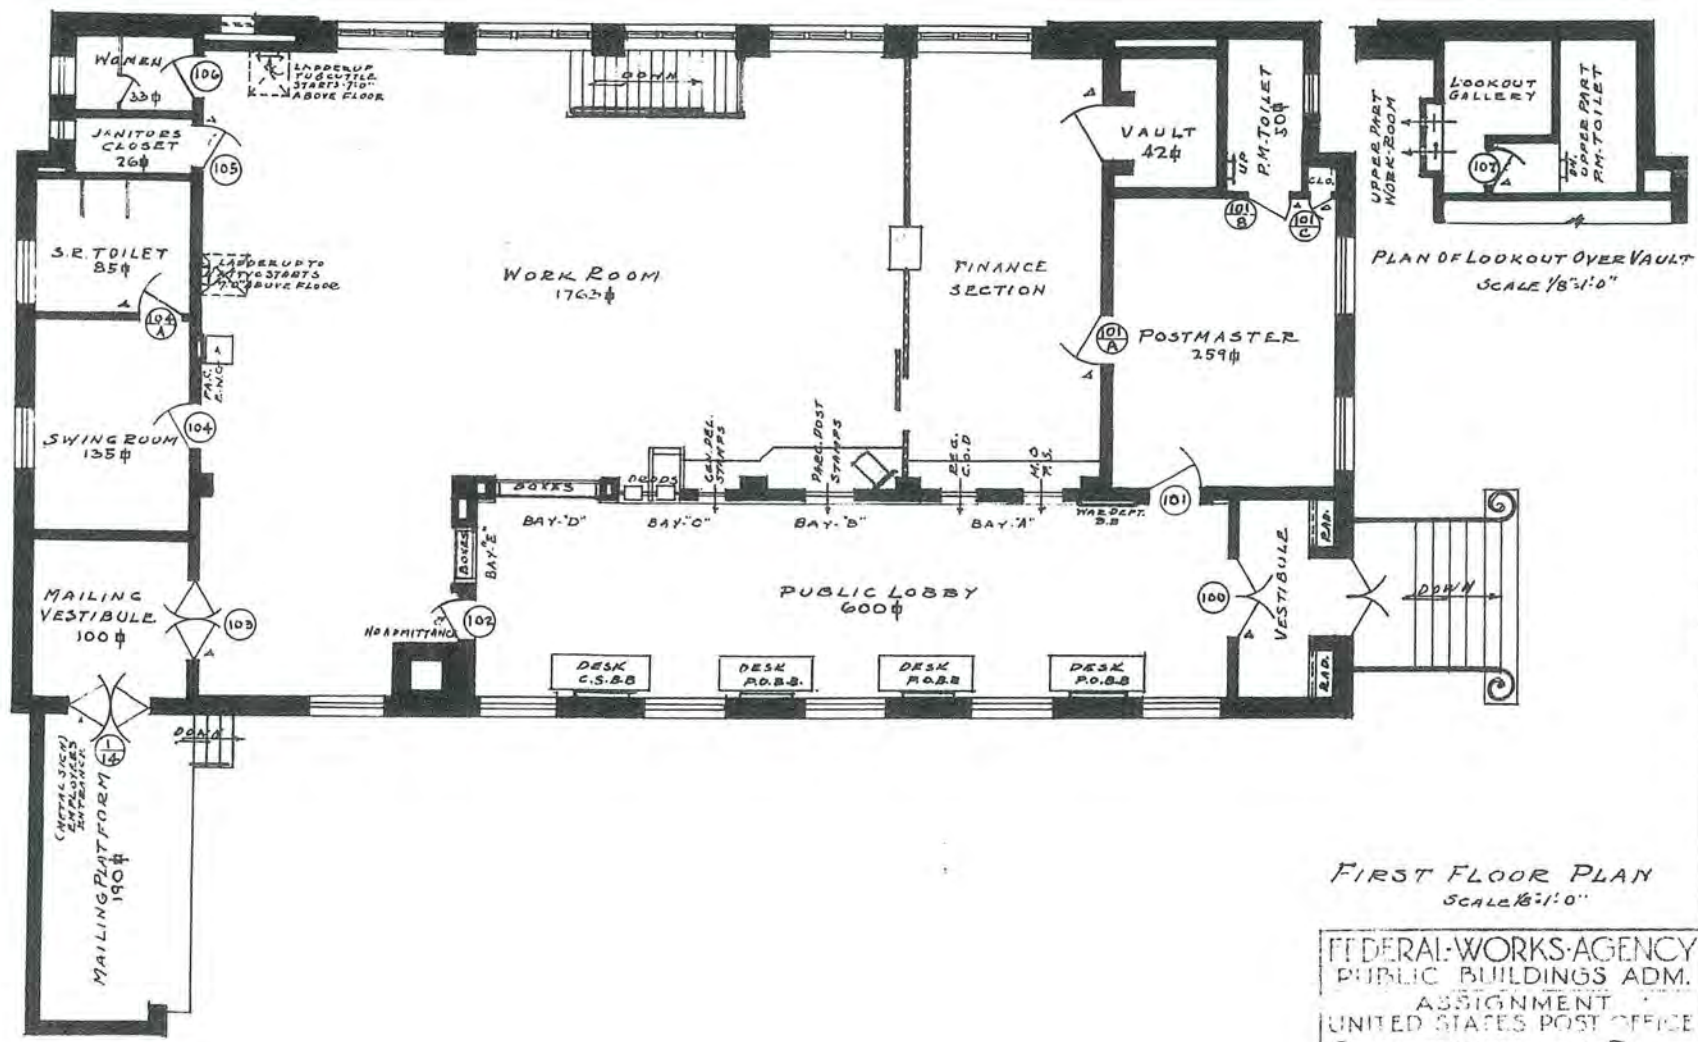 WOMEN
33⌀
106
LADDER UP
TO SCUTTLE
STARTS 7'0"
ABOVE FLOOR
DOWN
JANITORS
CLOSET
26⌀
105
S.R. TOILET
85⌀
104
A
LADDER UP TO
ATTIC STARTS
7'0" ABOVE FLOOR
WORK ROOM
1763⌀
FINANCE
SECTION
VAULT
42⌀
P.M. TOILET
50⌀
UP
CLO.
101
B
101
C
101
A
POSTMASTER
259⌀
UPPER PART
WORK-ROOM
LOOKOUT
GALLERY
107
DN.
UPPER PART
P.M. TOILET
PLAN OF LOOKOUT OVER VAULT
SCALE 1/8"=1'-0"
104
SWING ROOM
135⌀
BOXES
DROPS
GEN. DEL.
STAMPS
PARC. POST
STAMPS
REG.
C.O.D
M.O
P.S.
BAY-"D"
BAY-"C"
BAY-"B"
BAY-"A"
WAR DEPT.
B.B
101
BOXES
BAY-"E"
MAILING
VESTIBULE
100⌀
103
NO ADMITTANCE
102
PUBLIC LOBBY
600⌀
100
VESTIBULE
RAD.
RAD.
DOWN
DESK
C.S.B.B
DESK
P.O.B.B.
DESK
P.O.B.B
DESK
P.O.B.B
DOWN
1
14
(METAL SIGN)
EMPLOYEES
ENTRANCE
MAILING PLATFORM
190⌀
FIRST FLOOR PLAN
SCALE 1/8"=1'-0"
FEDERAL·WORKS·AGENCY
PUBLIC BUILDINGS ADM.
ASSIGNMENT
UNITED STATES POST OFFICE